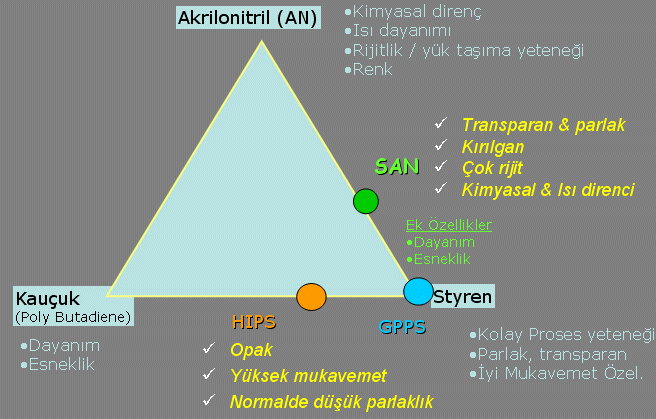 Akrilonitril (AN)
•Kimyasal direnç
•Isı dayanımı
•Rijitlik / yük taşıma yeteneği
•Renk
✓ Transparan & parlak
✓ Kırılgan
✓ Çok rijit
✓ Kimyasal & Isı direnci
SAN
Ek Özellikler
•Dayanım
•Esneklik
Kauçuk
(Poly Butadiene)
•Dayanım
•Esneklik
HIPS
✓ Opak
✓ Yüksek mukavemet
✓ Normalde düşük parlaklık
GPPS
Styren
•Kolay Proses yeteneği
•Parlak, transparan
•İyi Mukavemet Özel.